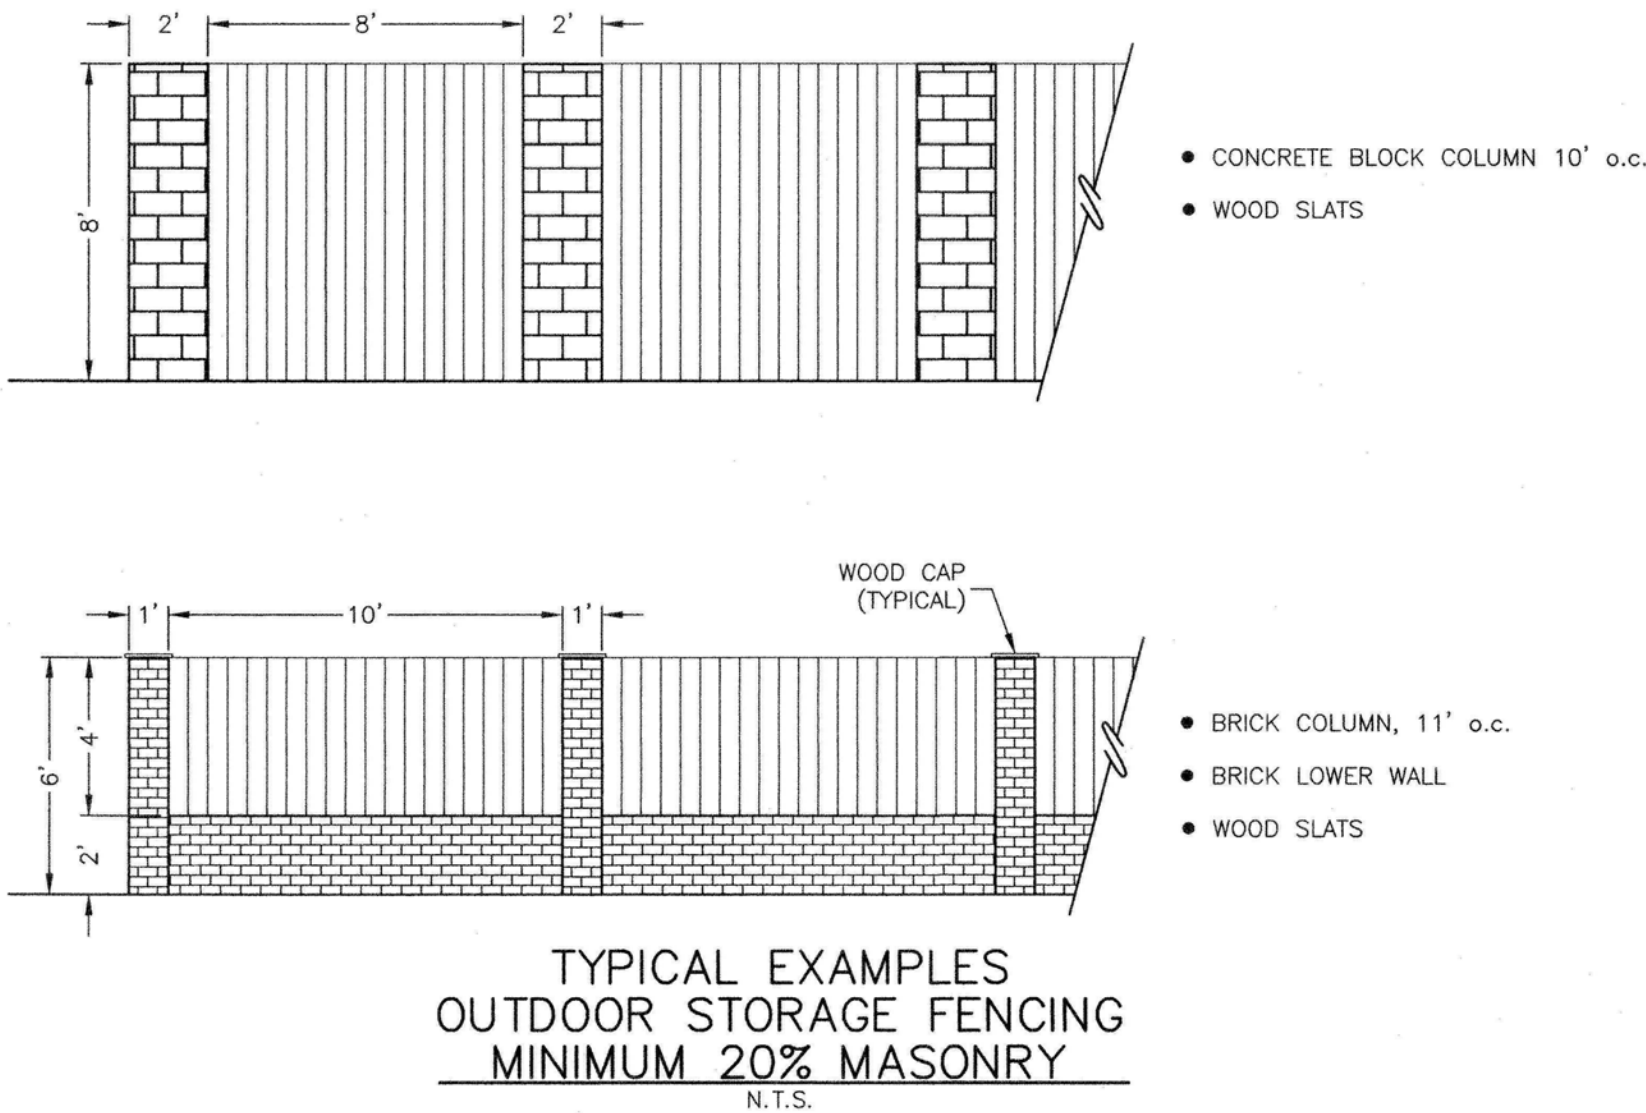 2' 8' 2'
8'
● CONCRETE BLOCK COLUMN 10' o.c.
● WOOD SLATS
WOOD CAP
(TYPICAL)
1' 10' 1'
6'
4'
2'
● BRICK COLUMN, 11' o.c.
● BRICK LOWER WALL
● WOOD SLATS
TYPICAL EXAMPLES
OUTDOOR STORAGE FENCING
MINIMUM 20% MASONRY
N.T.S.